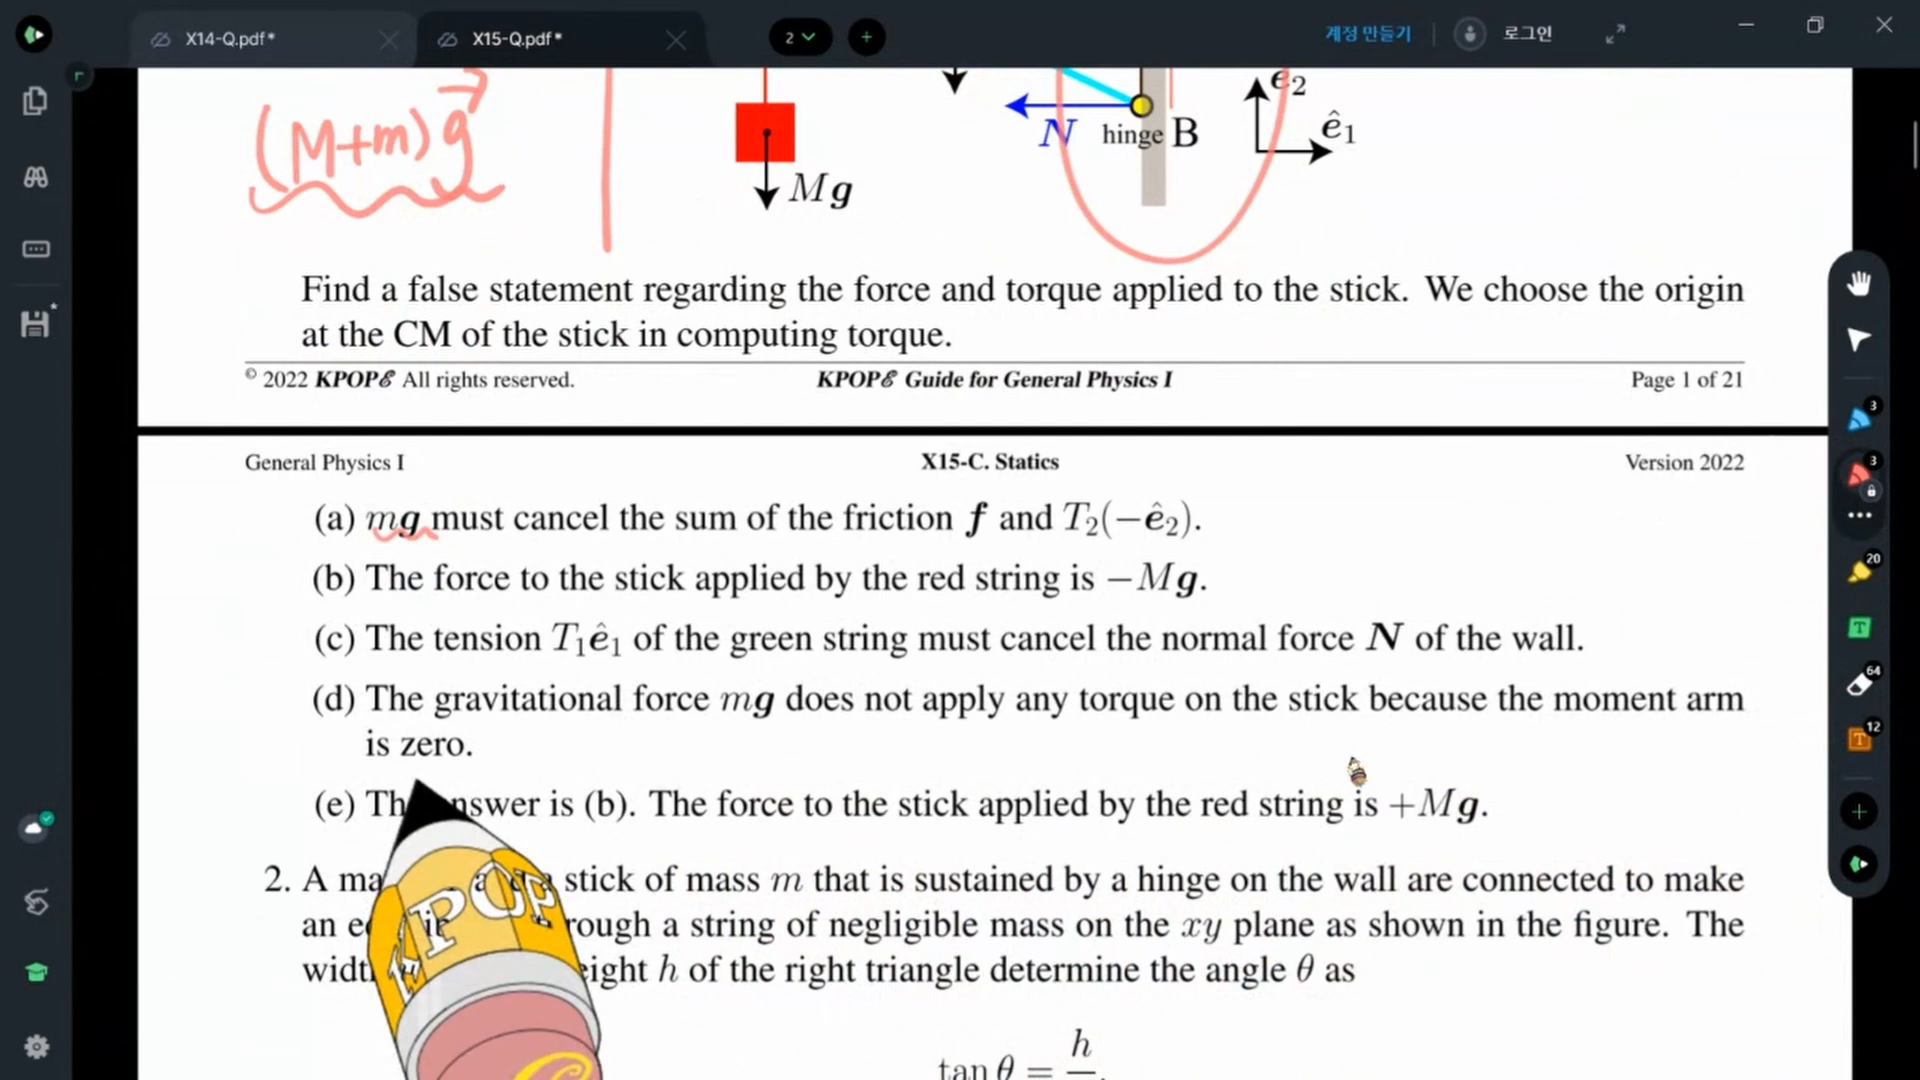 X14-Q.pdf*
X15-Q.pdf*
2
계정 만들기
로그인
(M+m)g
Mg
N
hinge B
ê2
ê1
Find a false statement regarding the force and torque applied to the stick. We choose the origin
at the CM of the stick in computing torque.
© 2022 KPOPE All rights reserved.
KPOPE Guide for General Physics I
Page 1 of 21
General Physics I
X15-C. Statics
Version 2022
(a) mg must cancel the sum of the friction f and T₂(−ê₂).
(b) The force to the stick applied by the red string is −Mg.
(c) The tension T₁ê₁ of the green string must cancel the normal force N of the wall.
(d) The gravitational force mg does not apply any torque on the stick because the moment arm
is zero.
(e) Th nswer is (b). The force to the stick applied by the red string is +Mg.
2. A ma stick of mass m that is sustained by a hinge on the wall are connected to make
an e rough a string of negligible mass on the xy plane as shown in the figure. The
widt eight h of the right triangle determine the angle θ as
tan θ = h
KPOP
3
3
20
T
64
12
T